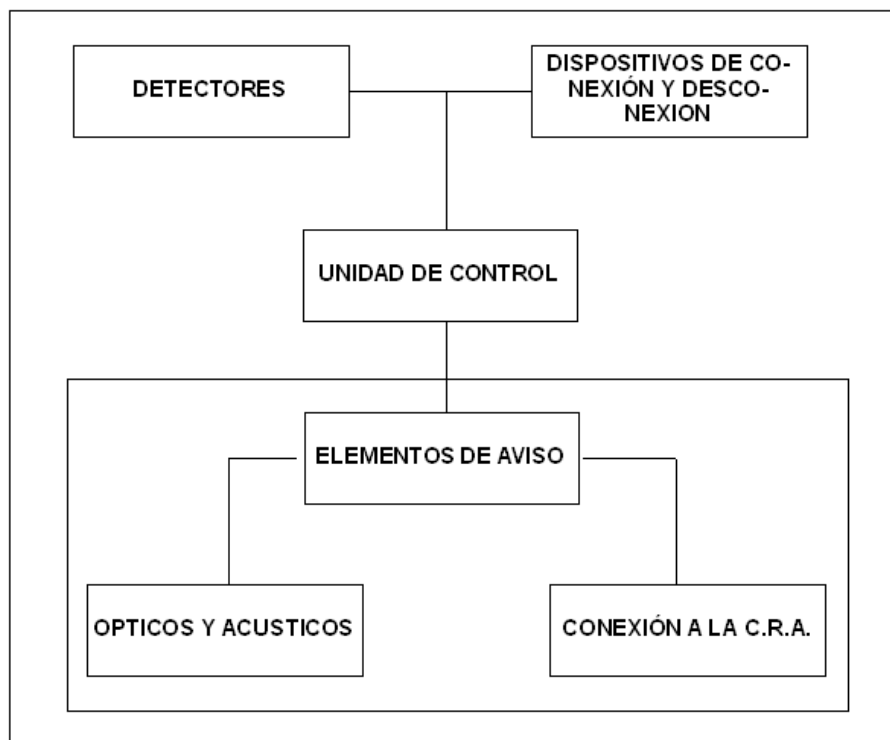 DETECTORES
DISPOSITIVOS DE CO-
NEXIÓN Y DESCO-
NEXION
UNIDAD DE CONTROL
ELEMENTOS DE AVISO
OPTICOS Y ACUSTICOS
CONEXIÓN A LA C.R.A.